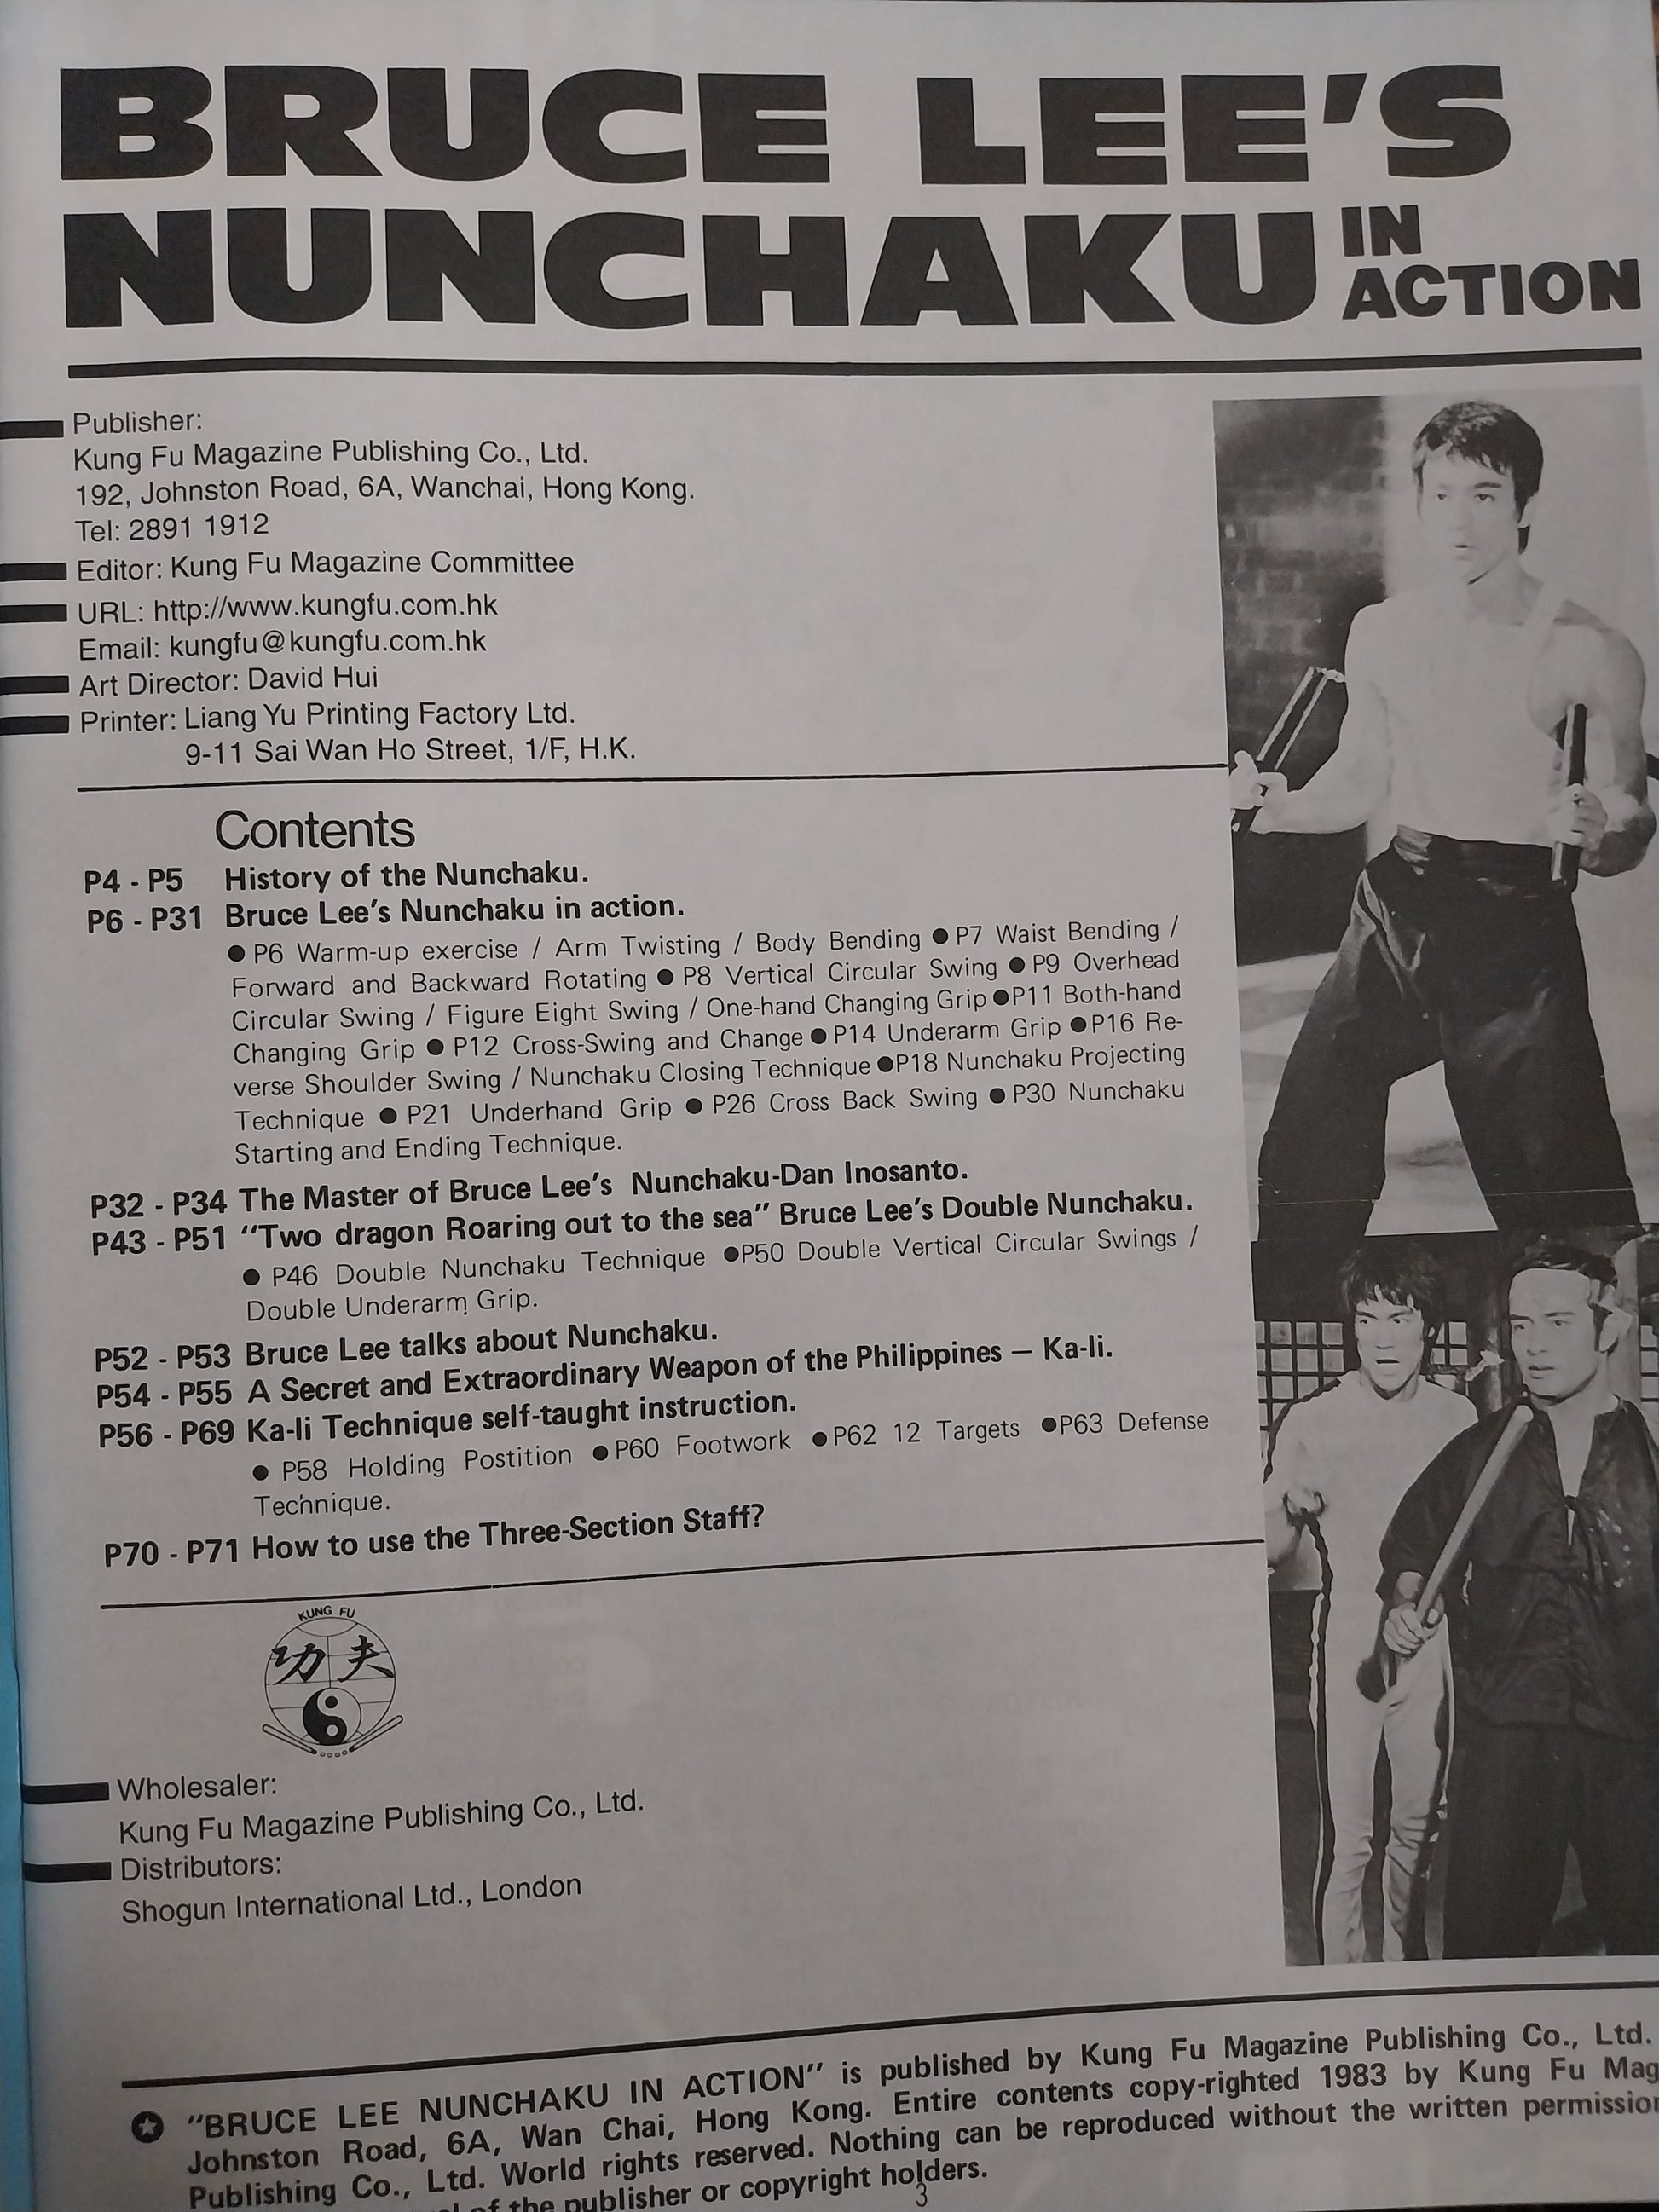 BRUCE LEE'S
NUNCHAKU IN
ACTION
Publisher:
Kung Fu Magazine Publishing Co., Ltd.
192, Johnston Road, 6A, Wanchai, Hong Kong.
Tel: 2891 1912
Editor: Kung Fu Magazine Committee
URL: http://www.kungfu.com.hk
Email: kungfu@kungfu.com.hk
Art Director: David Hui
Printer: Liang Yu Printing Factory Ltd.
9-11 Sai Wan Ho Street, 1/F, H.K.
Contents
P4 - P5 History of the Nunchaku.
P6 - P31 Bruce Lee's Nunchaku in action.
● P6 Warm-up exercise / Arm Twisting / Body Bending ● P7 Waist Bending /
Forward and Backward Rotating ● P8 Vertical Circular Swing ● P9 Overhead
Circular Swing / Figure Eight Swing / One-hand Changing Grip ●P11 Both-hand
Changing Grip ● P12 Cross-Swing and Change ● P14 Underarm Grip ●P16 Re-
verse Shoulder Swing / Nunchaku Closing Technique ●P18 Nunchaku Projecting
Technique ● P21 Underhand Grip ● P26 Cross Back Swing ● P30 Nunchaku
Starting and Ending Technique.
P32 - P34 The Master of Bruce Lee's Nunchaku-Dan Inosanto.
P43 - P51 "Two dragon Roaring out to the sea" Bruce Lee's Double Nunchaku.
● P46 Double Nunchaku Technique ●P50 Double Vertical Circular Swings /
Double Underarm Grip.
P52 - P53 Bruce Lee talks about Nunchaku.
P54 - P55 A Secret and Extraordinary Weapon of the Philippines — Ka-li.
P56 - P69 Ka-li Technique self-taught instruction.
● P58 Holding Postition ●P60 Footwork ●P62 12 Targets ●P63 Defense
Technique.
P70 - P71 How to use the Three-Section Staff?
KUNG FU
功夫
Wholesaler:
Kung Fu Magazine Publishing Co., Ltd.
Distributors:
Shogun International Ltd., London
"BRUCE LEE NUNCHAKU IN ACTION" is published by Kung Fu Magazine Publishing Co., Ltd.
Johnston Road, 6A, Wan Chai, Hong Kong. Entire contents copy-righted 1983 by Kung Fu Mag
Publishing Co., Ltd. World rights reserved. Nothing can be reproduced without the written permission
of the publisher or copyright holders.
3